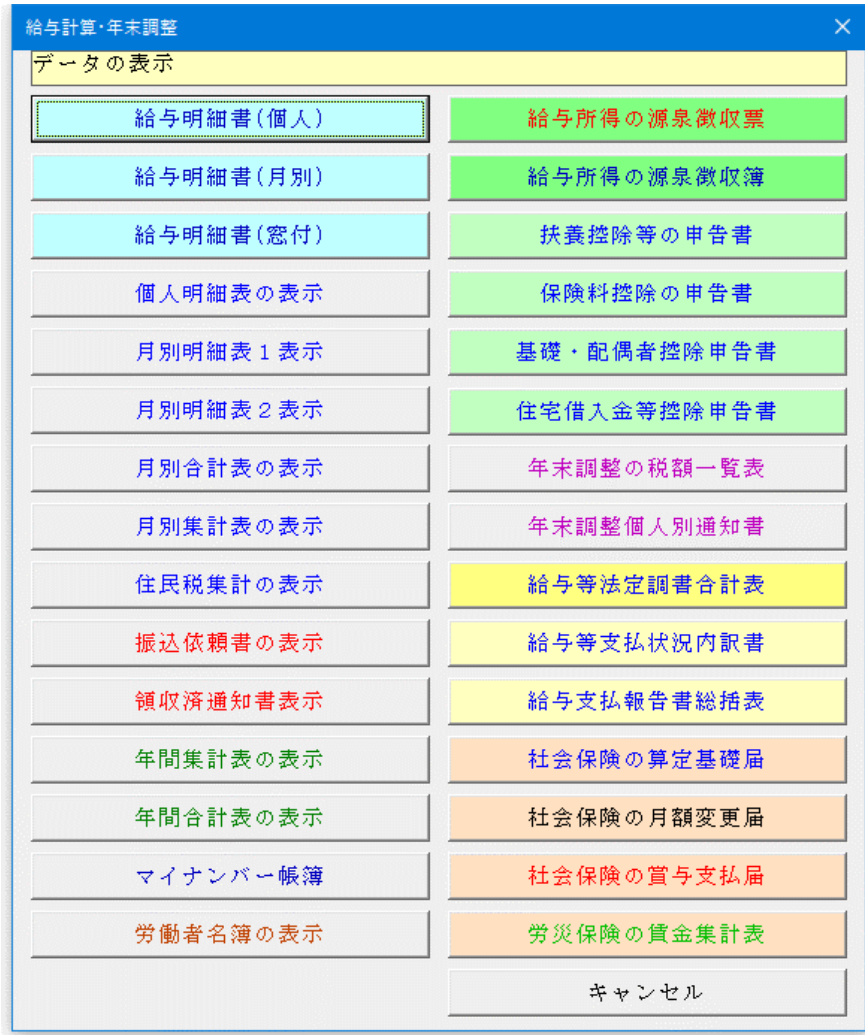 給与計算･年末調整
データの表示
給与明細書(個人)
給与明細書(月別)
給与明細書(窓付)
個人明細表の表示
月別明細表１表示
月別明細表２表示
月別合計表の表示
月別集計表の表示
住民税集計の表示
振込依頼書の表示
領収済通知書表示
年間集計表の表示
年間合計表の表示
マイナンバー帳簿
労働者名簿の表示
給与所得の源泉徴収票
給与所得の源泉徴収簿
扶養控除等の申告書
保険料控除の申告書
基礎・配偶者控除申告書
住宅借入金等控除申告書
年末調整の税額一覧表
年末調整個人別通知書
給与等法定調書合計表
給与等支払状況内訳書
給与支払報告書総括表
社会保険の算定基礎届
社会保険の月額変更届
社会保険の賞与支払届
労災保険の賃金集計表
キャンセル